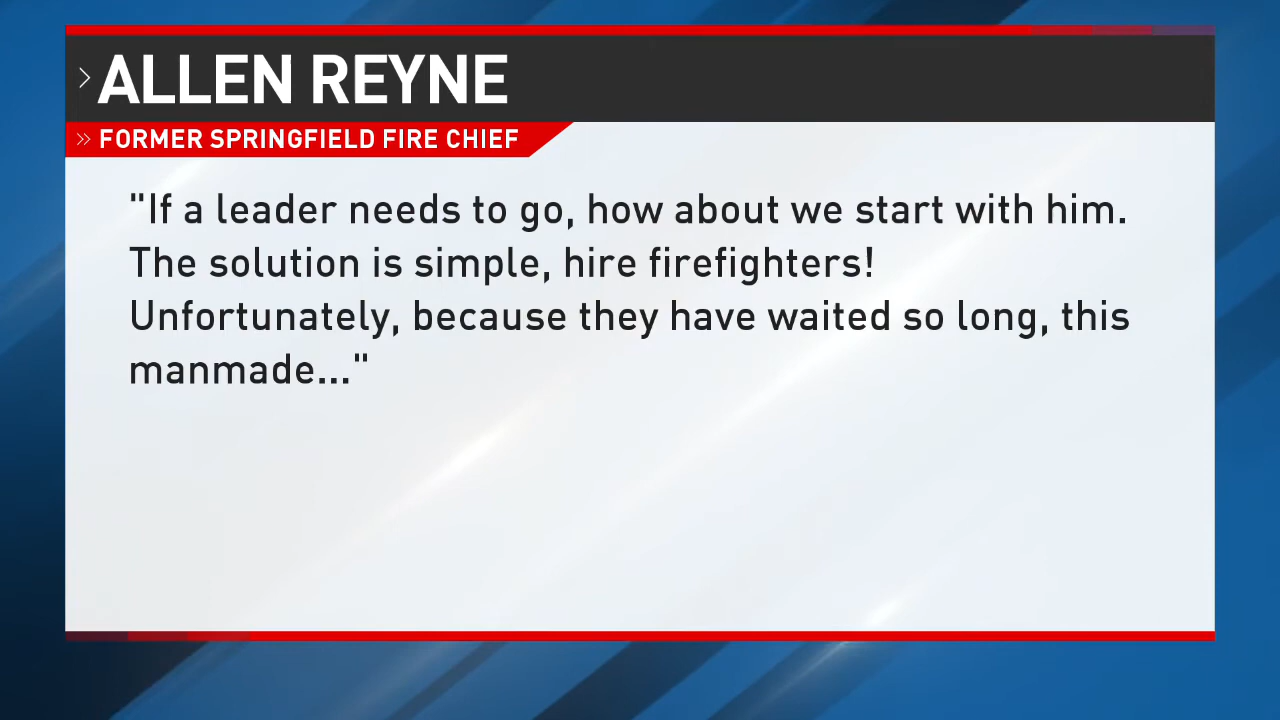 ALLEN REYNE
FORMER SPRINGFIELD FIRE CHIEF
"If a leader needs to go, how about we start with him.
The solution is simple, hire firefighters!
Unfortunately, because they have waited so long, this
manmade..."